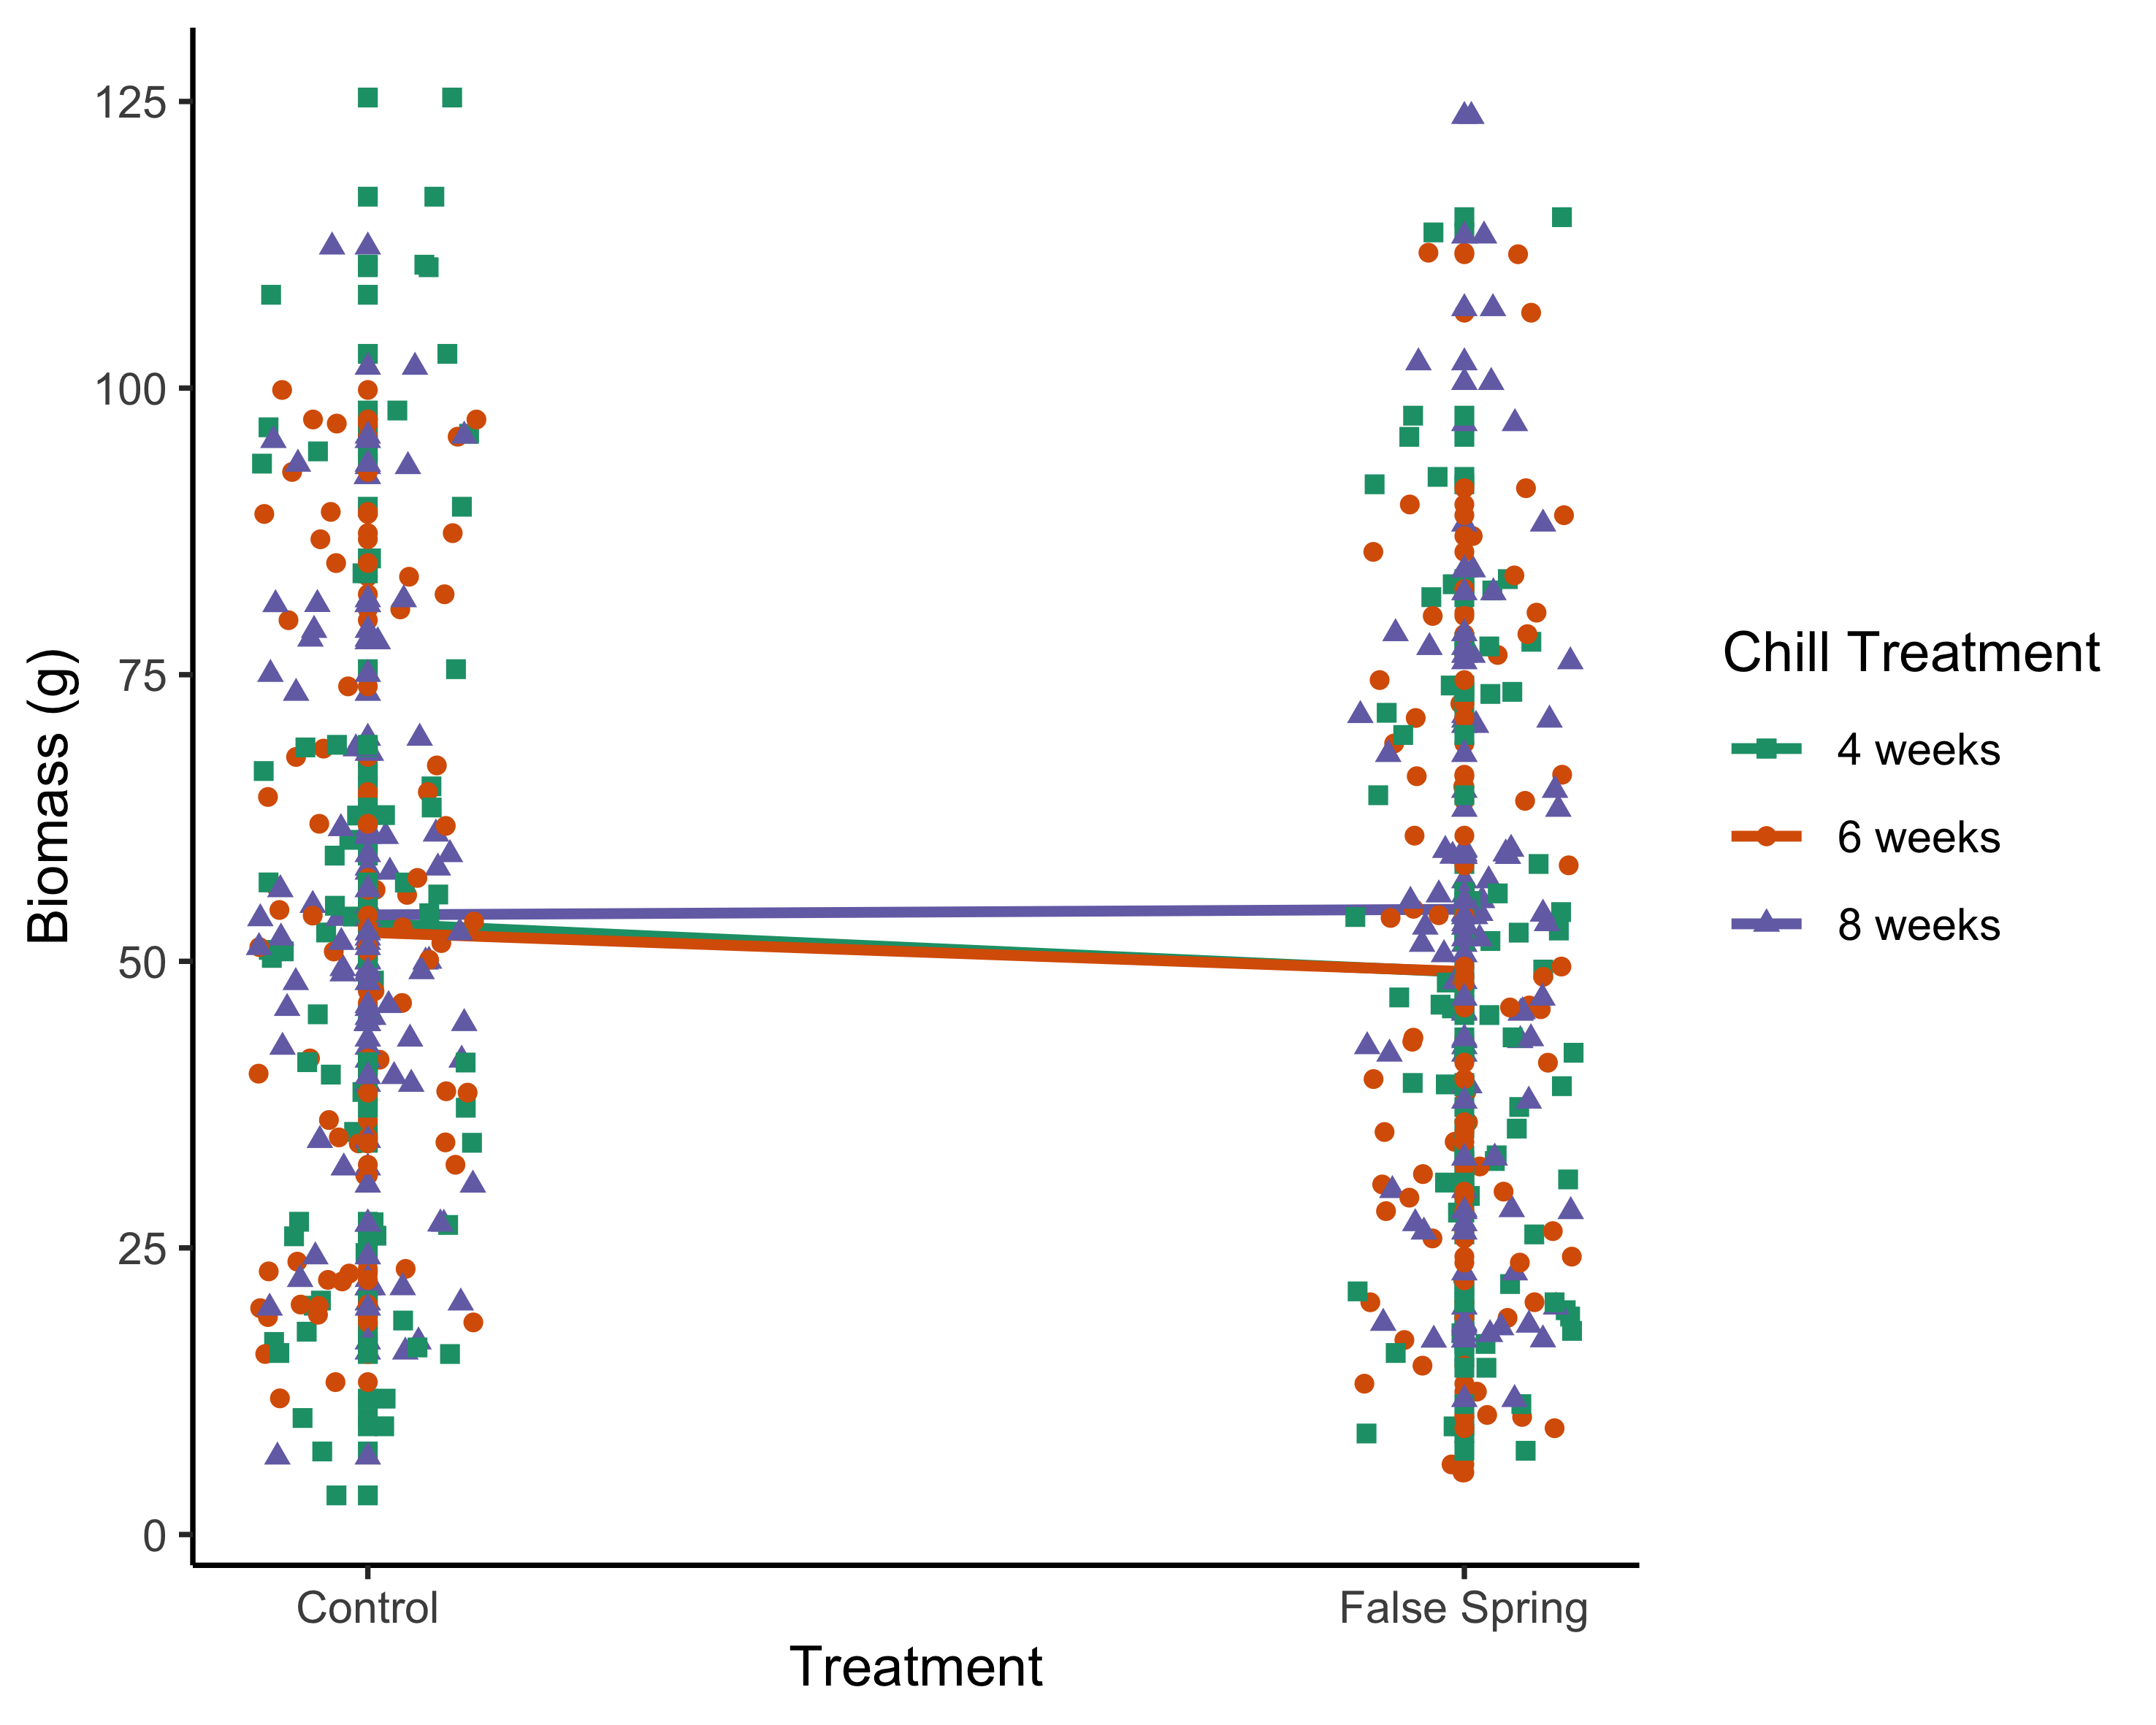 Biomass (g)
125
100
75
50
25
0
Control
False Spring
Treatment
Chill Treatment
4 weeks
6 weeks
8 weeks